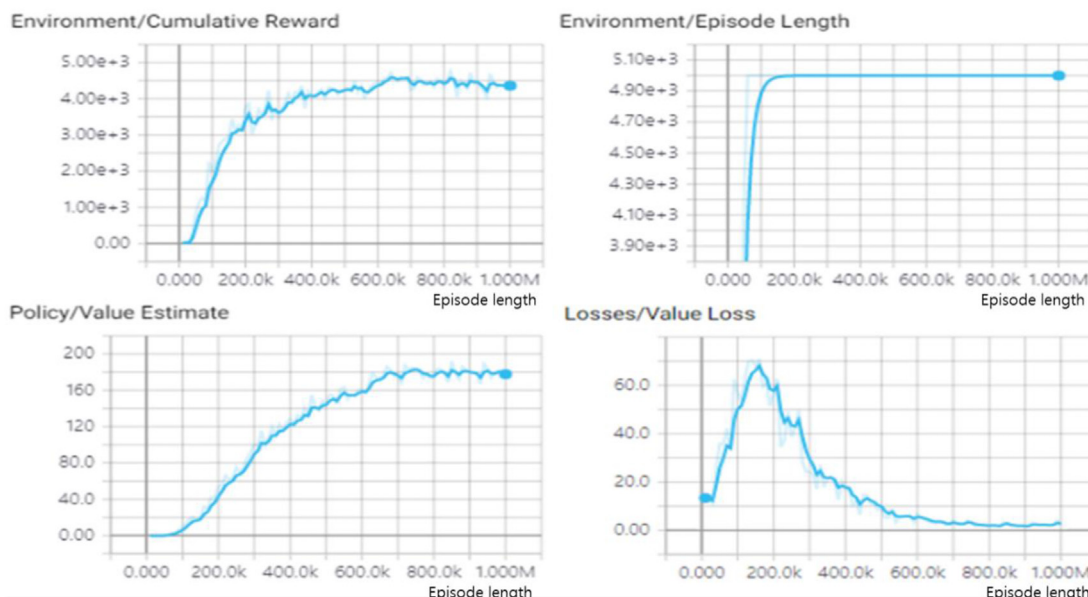 Environment/Cumulative Reward
5.00e+3
4.00e+3
3.00e+3
2.00e+3
1.00e+3
0.00
0.000 200.0k 400.0k 600.0k 800.0k 1.000M
Episode length
Environment/Episode Length
5.10e+3
4.90e+3
4.70e+3
4.50e+3
4.30e+3
4.10e+3
3.90e+3
0.000 200.0k 400.0k 600.0k 800.0k 1.000M
Episode length
Policy/Value Estimate
200
160
120
80.0
40.0
0.00
0.000 200.0k 400.0k 600.0k 800.0k 1.000M
Episode length
Losses/Value Loss
60.0
40.0
20.0
0.00
0.000 200.0k 400.0k 600.0k 800.0k 1.000M
Episode length